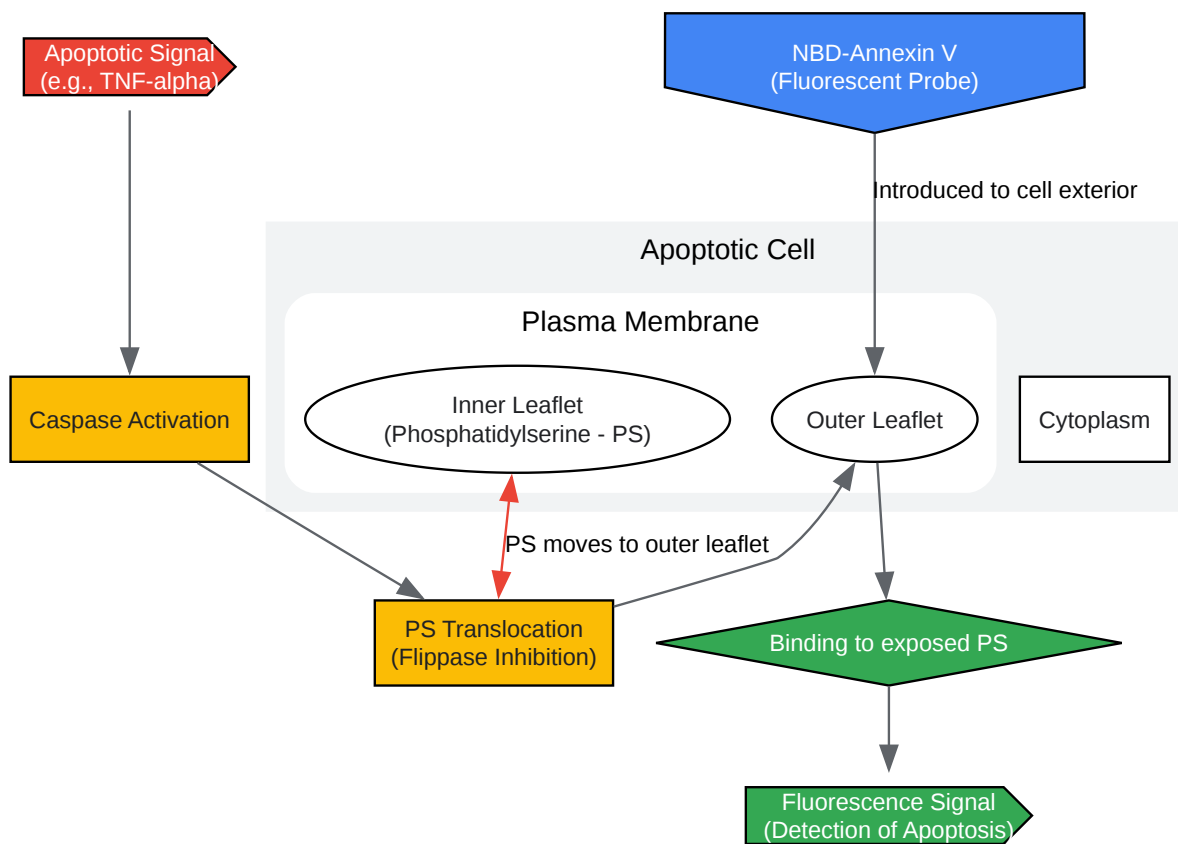 Apoptotic Signal
(e.g., TNF-alpha)
NBD-Annexin V
(Fluorescent Probe)
Introduced to cell exterior
Apoptotic Cell
Plasma Membrane
Caspase Activation
Inner Leaflet
(Phosphatidylserine - PS)
Outer Leaflet
Cytoplasm
PS moves to outer leaflet
PS Translocation
(Flippase Inhibition)
Binding to exposed PS
Fluorescence Signal
(Detection of Apoptosis)